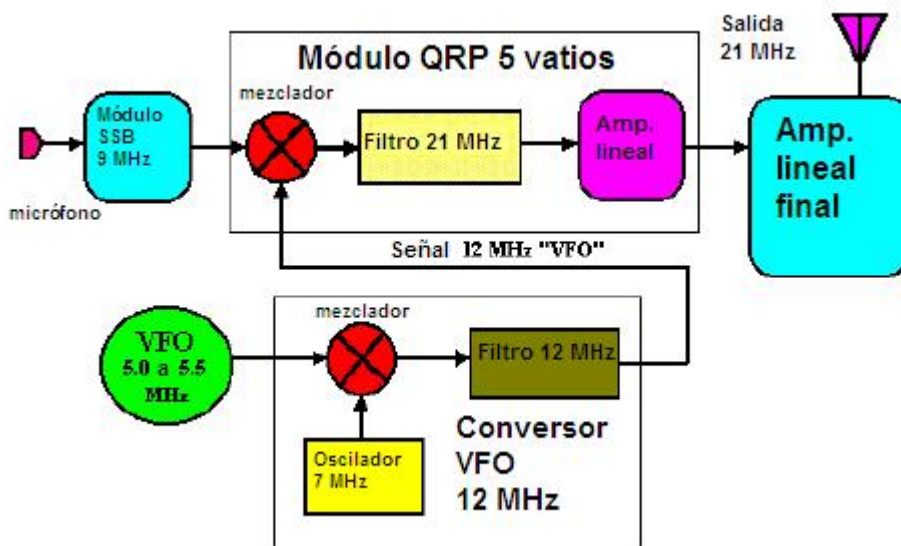 Salida
21 MHz
Módulo QRP 5 vatios
mezclador
Módulo
SSB
9 MHz
Filtro 21 MHz
Amp.
lineal
Amp.
lineal
final
micrófono
Señal 12 MHz "VFO"
mezclador
VFO
5.0 a 5.5
MHz
Filtro 12 MHz
Oscilador
7 MHz
Conversor
VFO
12 MHz